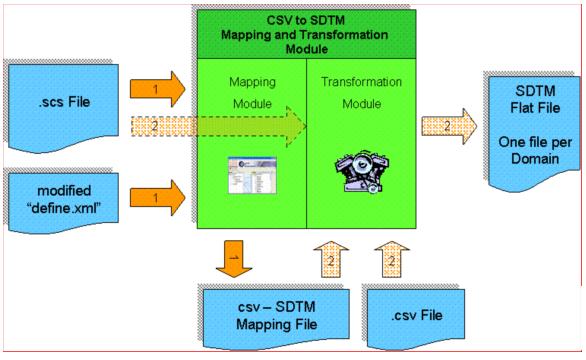 CSV to SDTM
Mapping and Transformation
Module
Mapping
Module
Transformation
Module
.scs File
1
2
modified
"define.xml"
1
2
SDTM
Flat File
One file per
Domain
1
2
2
csv – SDTM
Mapping File
.csv File